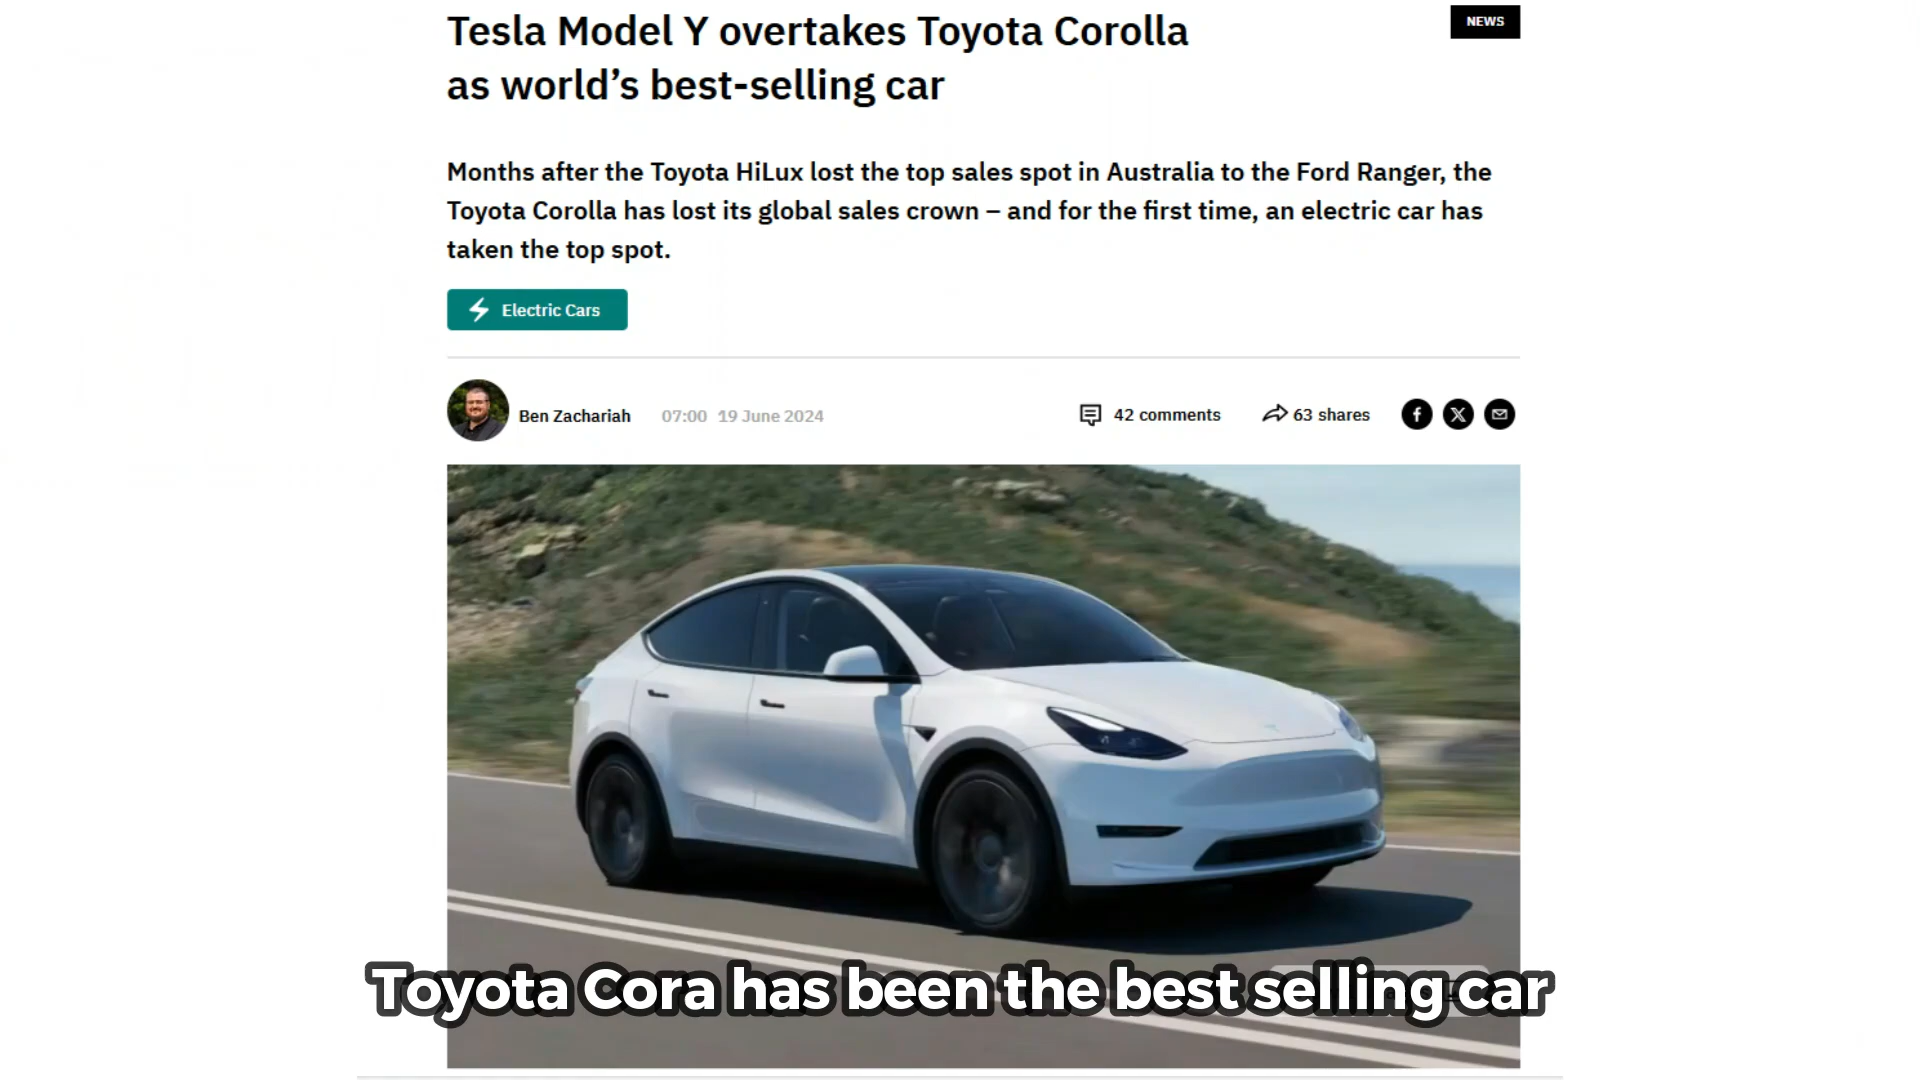 Tesla Model Y overtakes Toyota Corolla
as world's best-selling car
NEWS
Months after the Toyota HiLux lost the top sales spot in Australia to the Ford Ranger, the
Toyota Corolla has lost its global sales crown – and for the first time, an electric car has
taken the top spot.
Electric Cars
Ben Zachariah 07:00 19 June 2024
42 comments 63 shares
Toyota Cora has been the best selling car